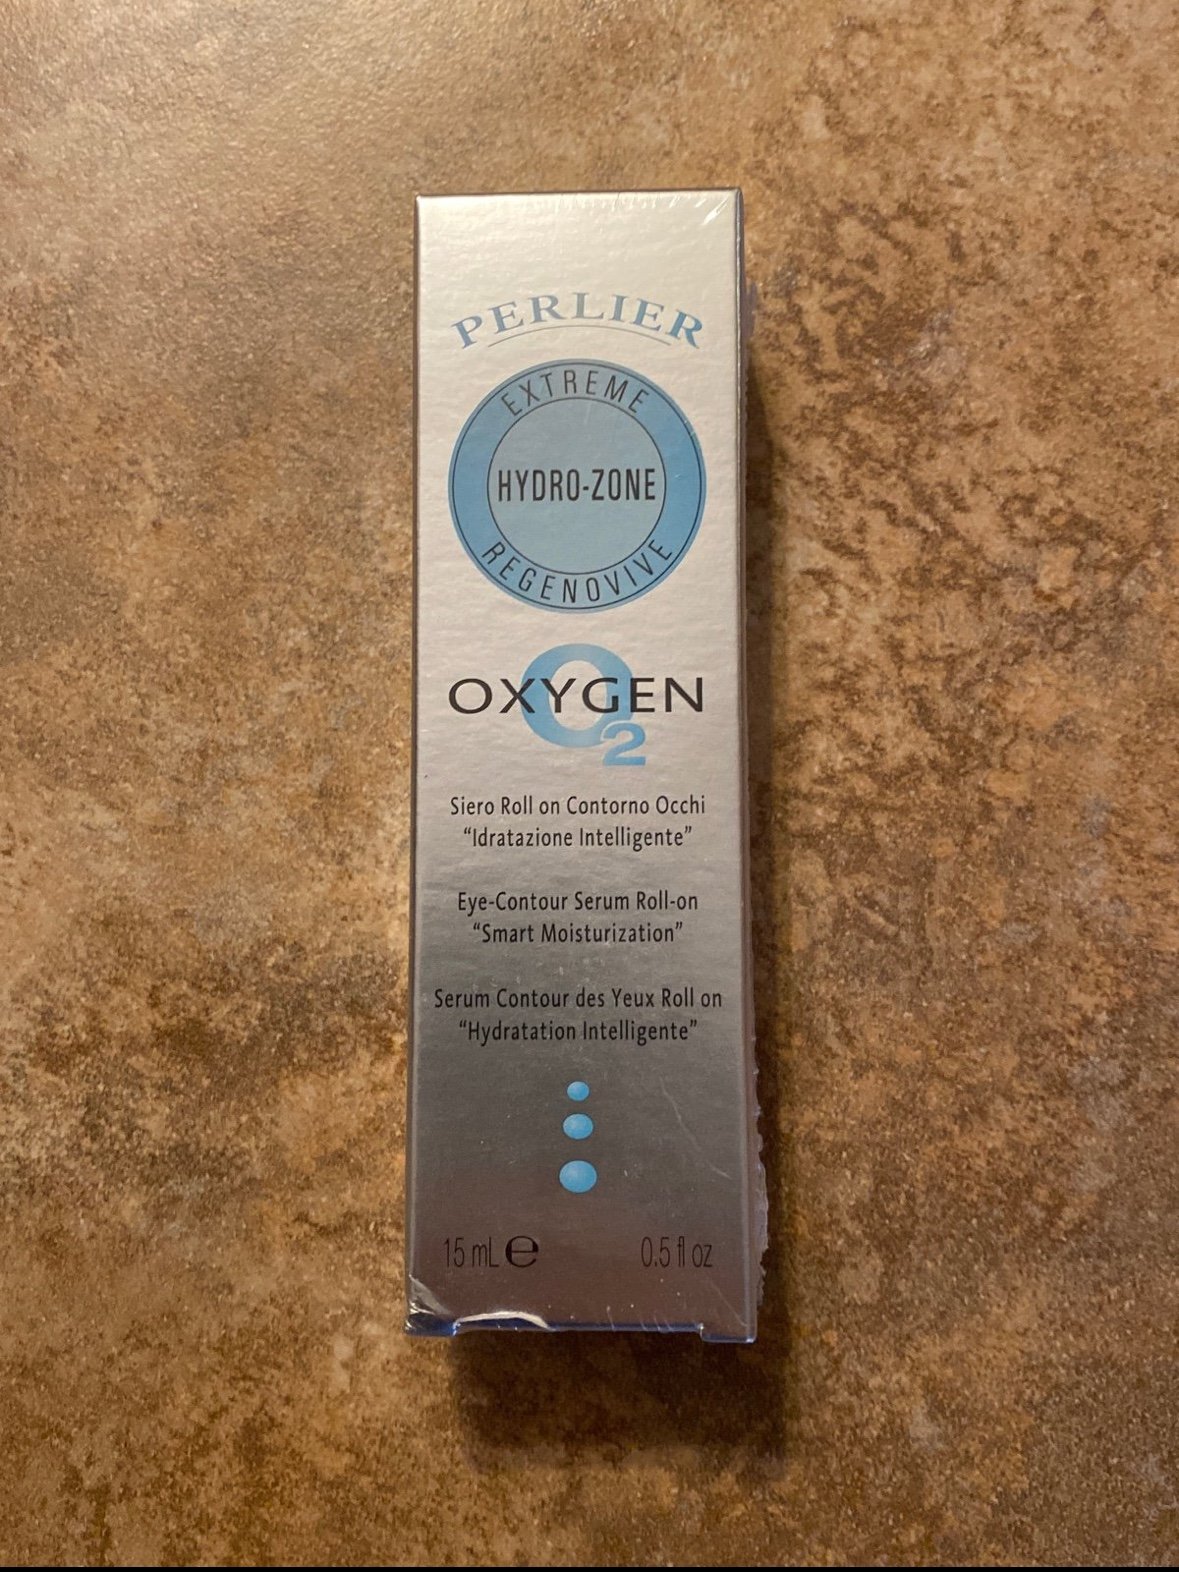 PERLIER
EXTREME
HYDRO-ZONE
REGENOVIVE
O2
OXYGEN
Siero Roll on Contorno Occhi
“Idratazione Intelligente”
Eye-Contour Serum Roll-on
“Smart Moisturization”
Serum Contour des Yeux Roll on
“Hydratation Intelligente”
15 mL ℮ 0.5 fl oz